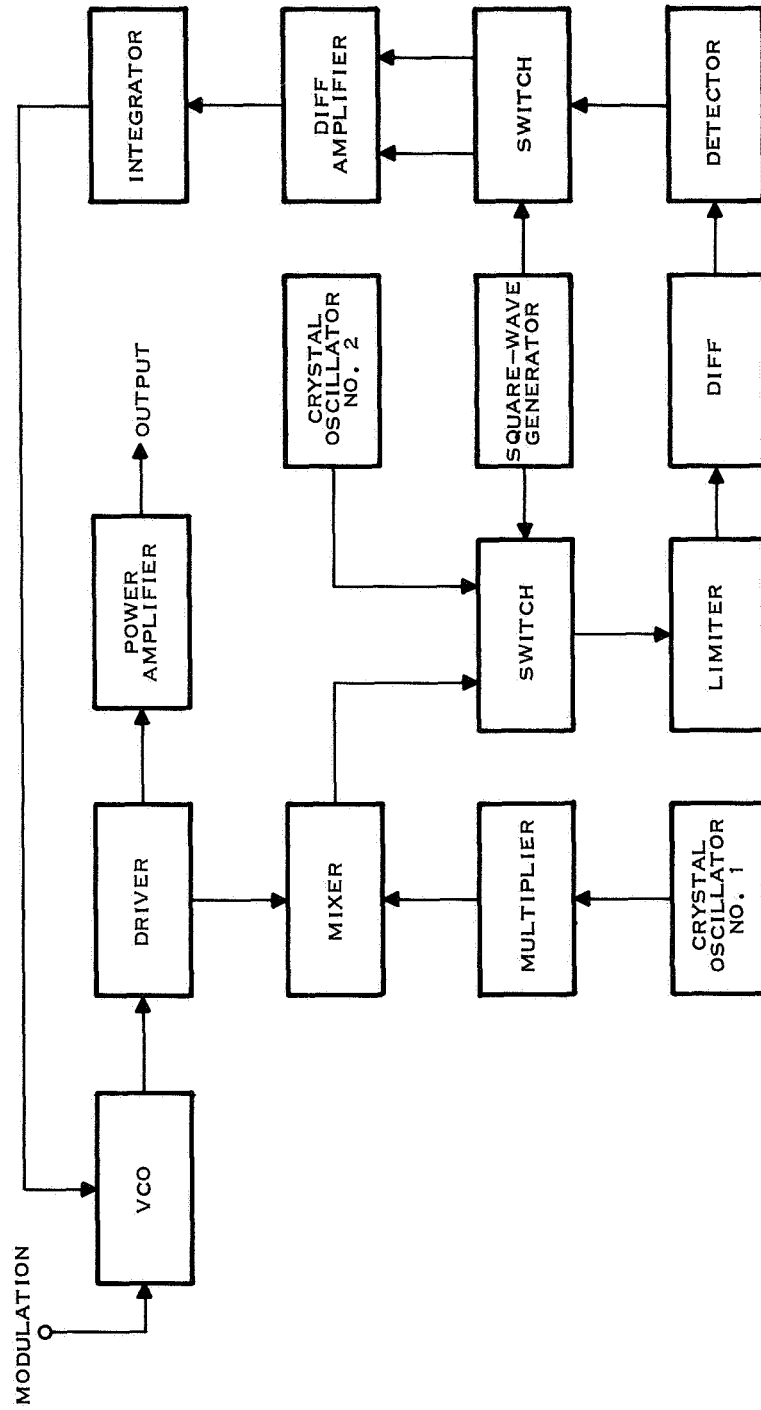 MODULATION
VCO
DRIVER
POWER
AMPLIFIER
OUTPUT
INTEGRATOR
MIXER
CRYSTAL
OSCILLATOR
NO. 2
DIFF
AMPLIFIER
MULTIPLIER
SWITCH
SQUARE-WAVE
GENERATOR
SWITCH
CRYSTAL
OSCILLATOR
NO. 1
LIMITER
DIFF
DETECTOR